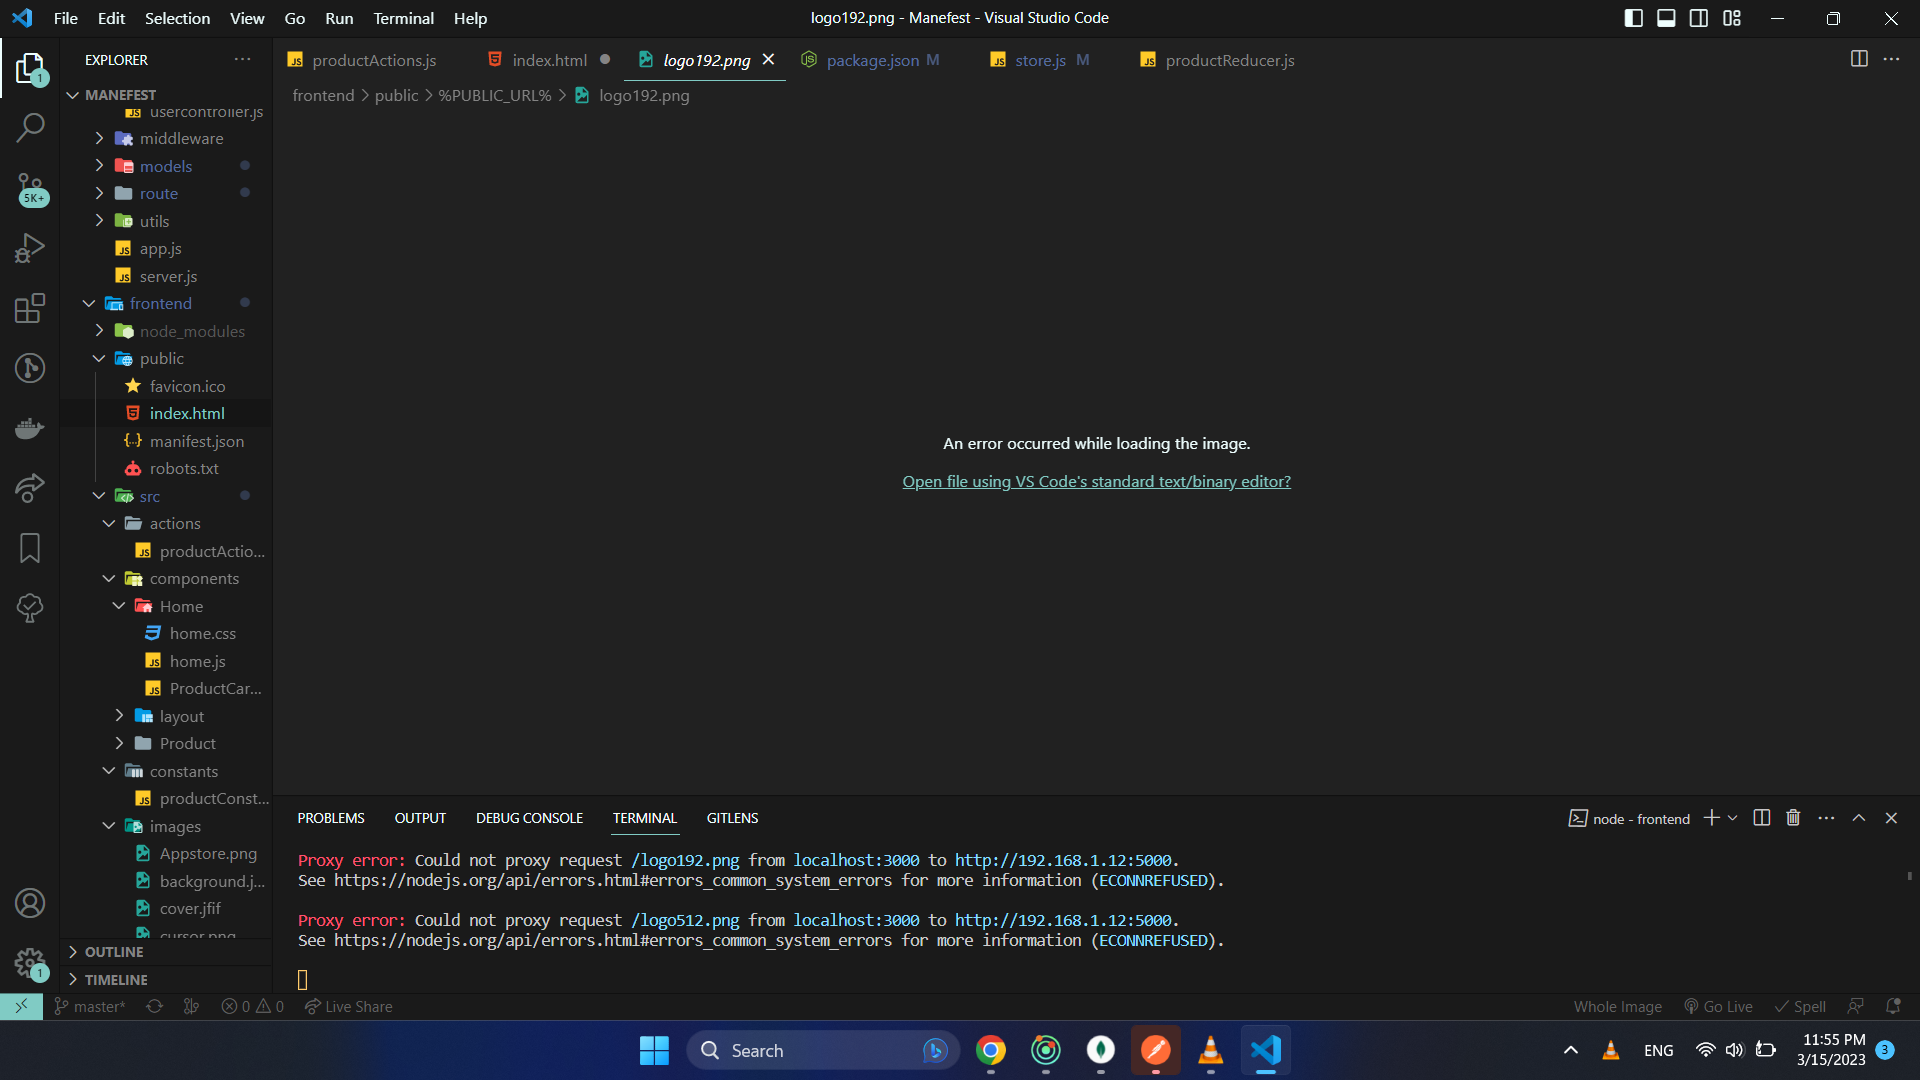 File Edit Selection View Go Run Terminal Help
logo192.png - Manefest - Visual Studio Code
EXPLORER
productActions.js
index.html
logo192.png
package.json M
store.js M
productReducer.js
frontend > public > %PUBLIC_URL% > logo192.png
MANEFEST
usercontroller.js
middleware
models
route
utils
app.js
server.js
frontend
node_modules
public
favicon.ico
index.html
manifest.json
robots.txt
src
actions
productActio...
components
Home
home.css
home.js
ProductCar...
layout
Product
constants
productConst...
images
Appstore.png
background.j...
cover.jfif
cursor.png
OUTLINE
TIMELINE
1
5K+
1
An error occurred while loading the image.
Open file using VS Code's standard text/binary editor?
PROBLEMS OUTPUT DEBUG CONSOLE TERMINAL GITLENS
node - frontend
Proxy error: Could not proxy request /logo192.png from localhost:3000 to http://192.168.1.12:5000.
See https://nodejs.org/api/errors.html#errors_common_system_errors for more information (ECONNREFUSED).
Proxy error: Could not proxy request /logo512.png from localhost:3000 to http://192.168.1.12:5000.
See https://nodejs.org/api/errors.html#errors_common_system_errors for more information (ECONNREFUSED).
master* 0 0 Live Share
Whole Image Go Live Spell
Search
ENG
11:55 PM
3/15/2023
3